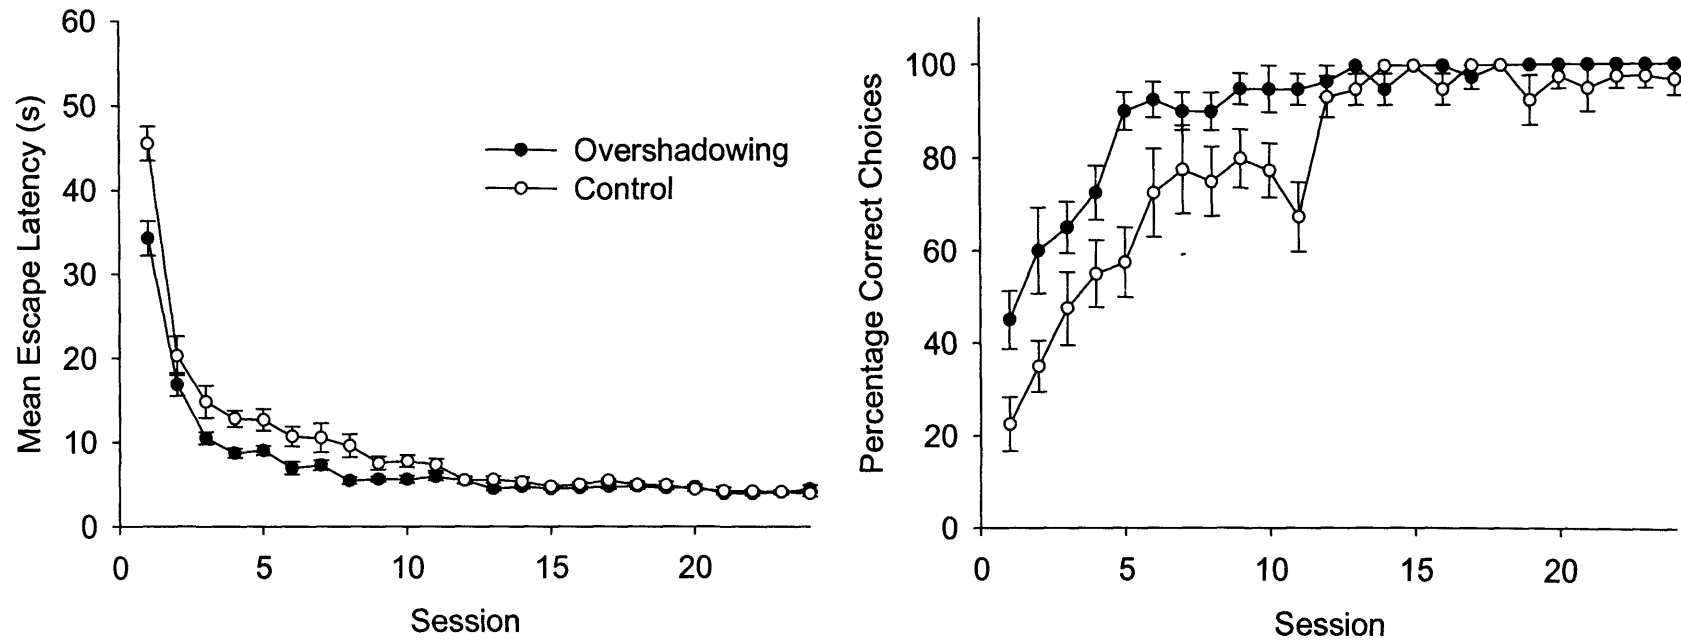 Mean Escape Latency (s)
60
50
40
30
20
10
0
0 5 10 15 20
Session
Overshadowing
Control
Percentage Correct Choices
100
80
60
40
20
0
0 5 10 15 20
Session